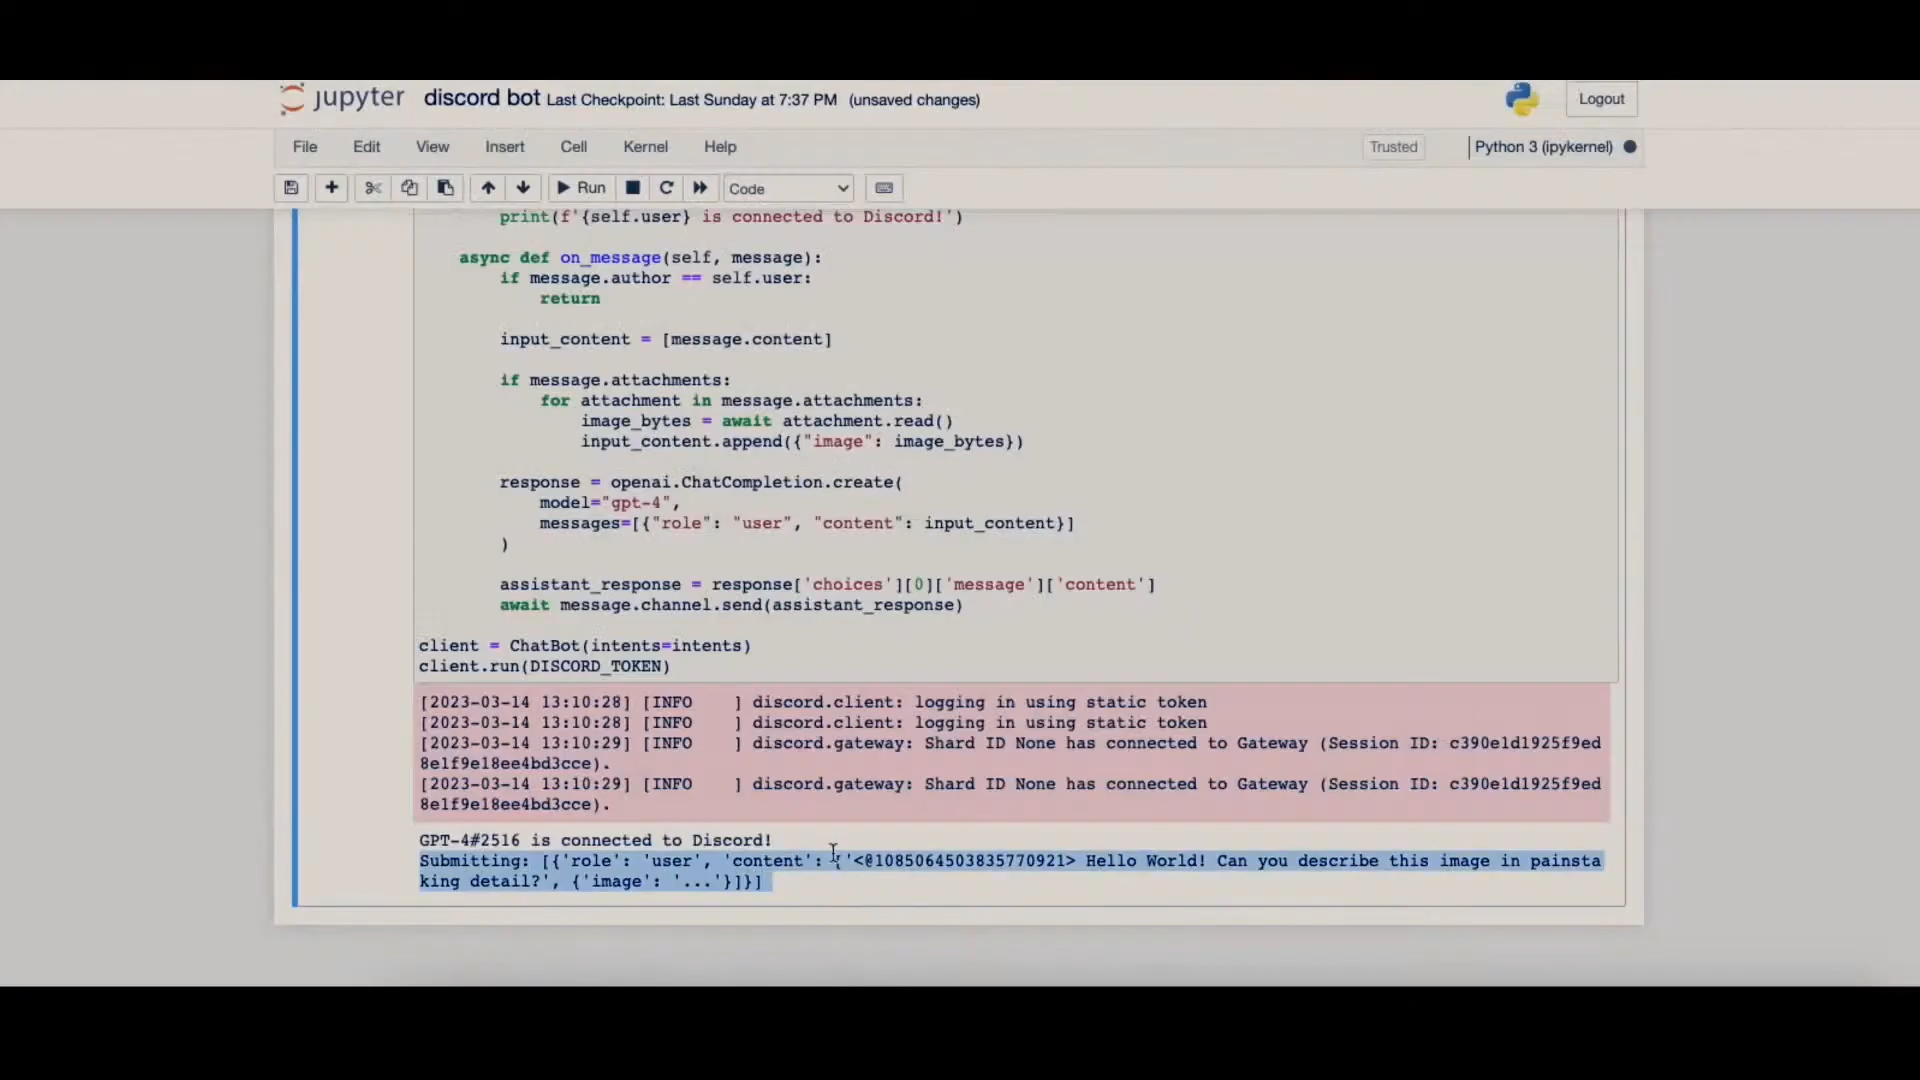 jupyter discord bot Last Checkpoint: Last Sunday at 7:37 PM (unsaved changes) Logout
File Edit View Insert Cell Kernel Help Trusted Python 3 (ipykernel)
Run Code
print(f'{self.user} is connected to Discord!')
async def on_message(self, message):
if message.author == self.user:
return
input_content = [message.content]
if message.attachments:
for attachment in message.attachments:
image_bytes = await attachment.read()
input_content.append({"image": image_bytes})
response = openai.ChatCompletion.create(
model="gpt-4",
messages=[{"role": "user", "content": input_content}]
)
assistant_response = response['choices'][0]['message']['content']
await message.channel.send(assistant_response)
client = ChatBot(intents=intents)
client.run(DISCORD_TOKEN)
[2023-03-14 13:10:28] [INFO    ] discord.client: logging in using static token
[2023-03-14 13:10:28] [INFO    ] discord.client: logging in using static token
[2023-03-14 13:10:29] [INFO    ] discord.gateway: Shard ID None has connected to Gateway (Session ID: c390e1d1925f9ed
8e1f9e18ee4bd3cce).
[2023-03-14 13:10:29] [INFO    ] discord.gateway: Shard ID None has connected to Gateway (Session ID: c390e1d1925f9ed
8e1f9e18ee4bd3cce).
GPT-4#2516 is connected to Discord!
Submitting: [{'role': 'user', 'content': ['<@1085064503835770921> Hello World! Can you describe this image in painsta
king detail?', {'image': '...'}]}]